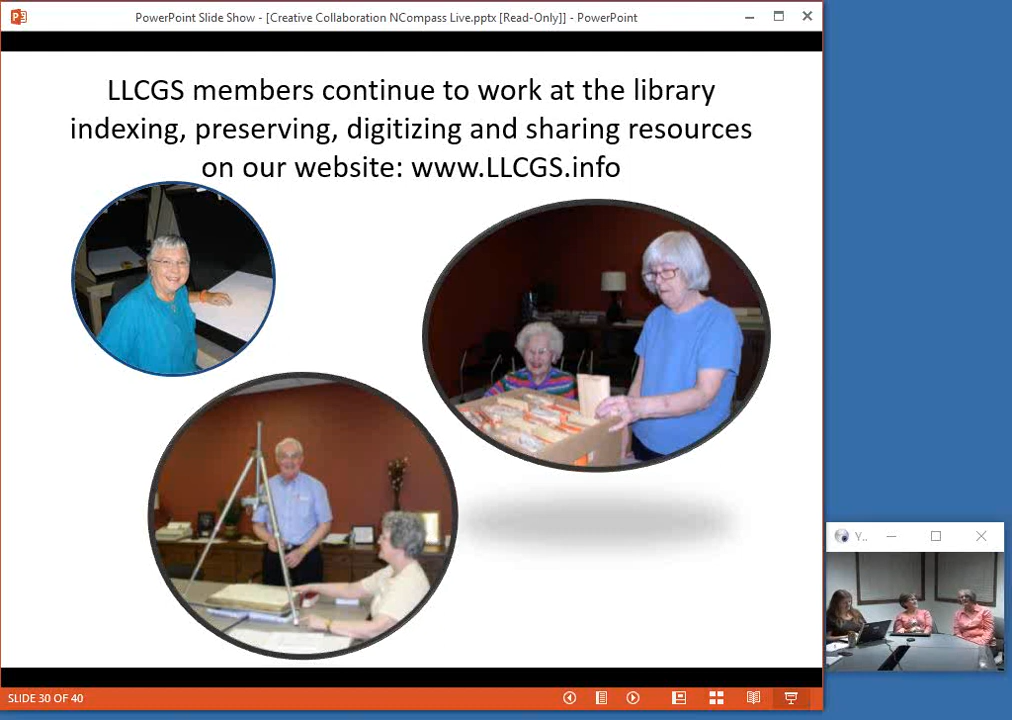 PowerPoint Slide Show - [Creative Collaboration NCompass Live.pptx [Read-Only]] - PowerPoint
LLCGS members continue to work at the library
indexing, preserving, digitizing and sharing resources
on our website: www.LLCGS.info
Y..
SLIDE 30 OF 40